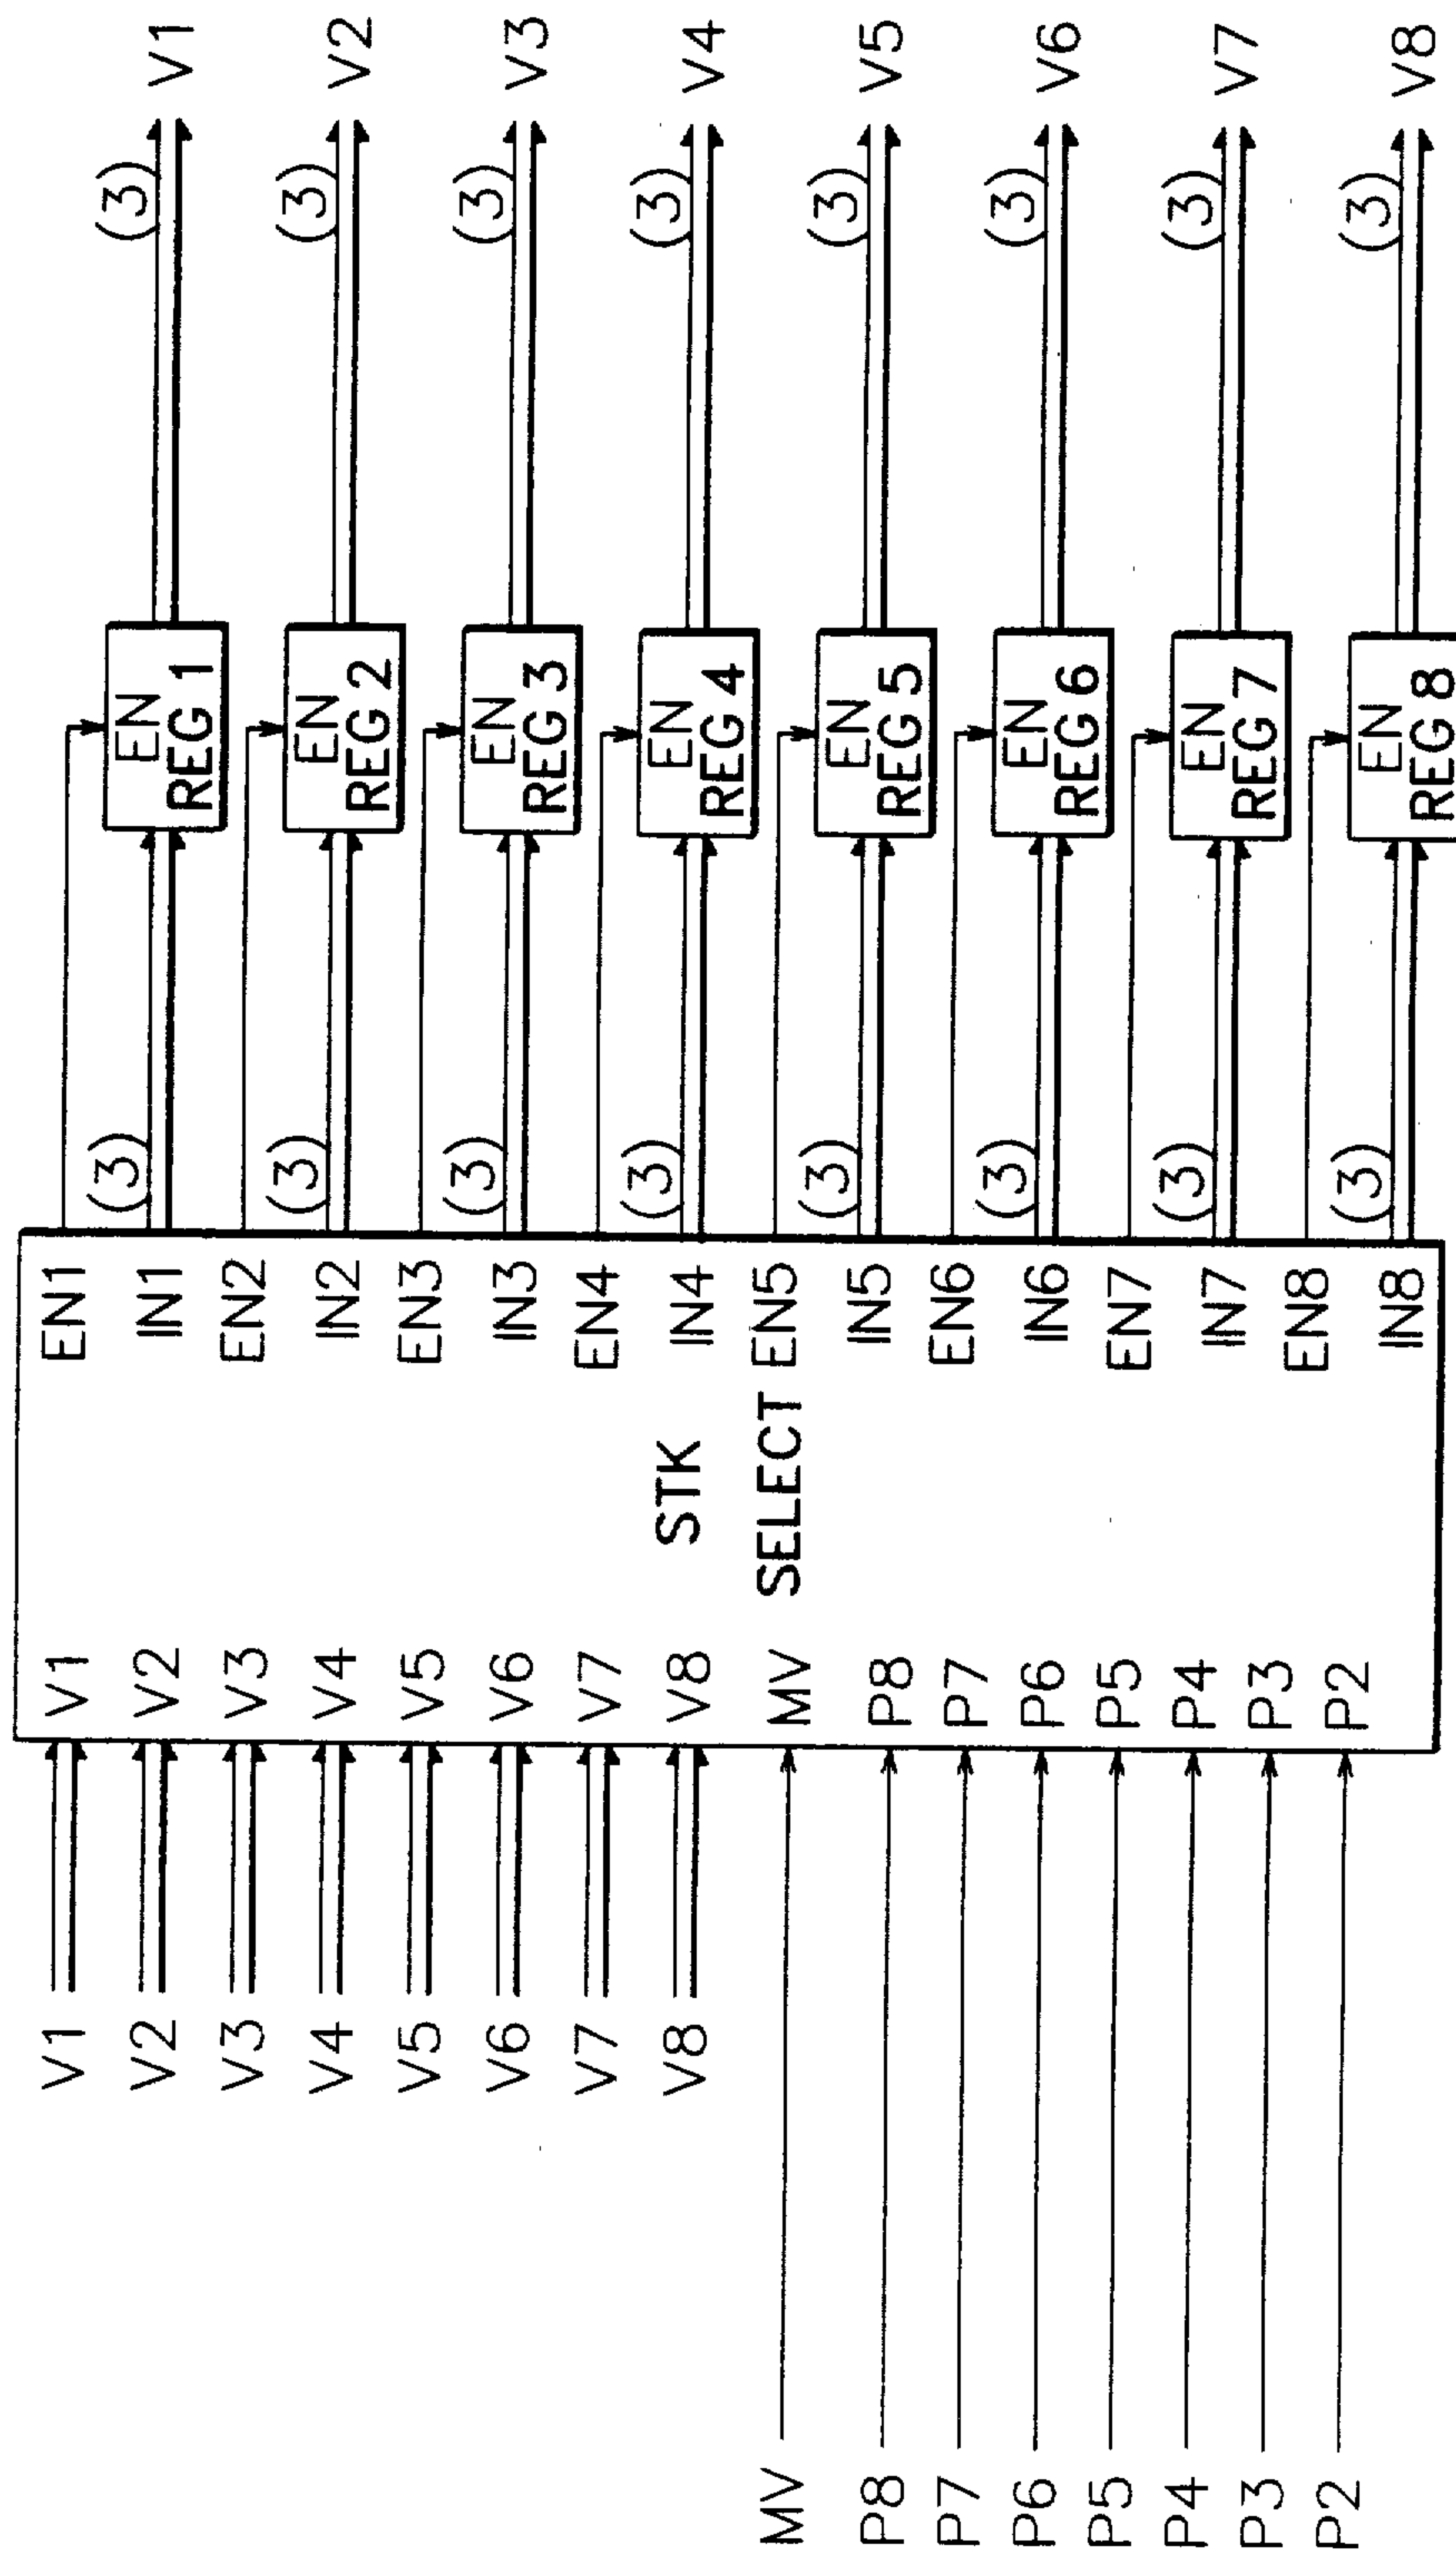 V1
V2
V3
V4
V5
V6
V7
V8
MV
P8
P7
P6
P5
P4
P3
P2
V1
V2
V3
V4
V5
V6
V7
V8
MV
P8
P7
P6
P5
P4
P3
P2
STK
SELECT
EN1
IN1
EN2
IN2
EN3
IN3
EN4
IN4
EN5
IN5
EN6
IN6
EN7
IN7
EN8
IN8
(3)
(3)
(3)
(3)
(3)
(3)
(3)
(3)
EN
REG 1
EN
REG 2
EN
REG 3
EN
REG 4
EN
REG 5
EN
REG 6
EN
REG 7
EN
REG 8
(3)
(3)
(3)
(3)
(3)
(3)
(3)
(3)
V1
V2
V3
V4
V5
V6
V7
V8